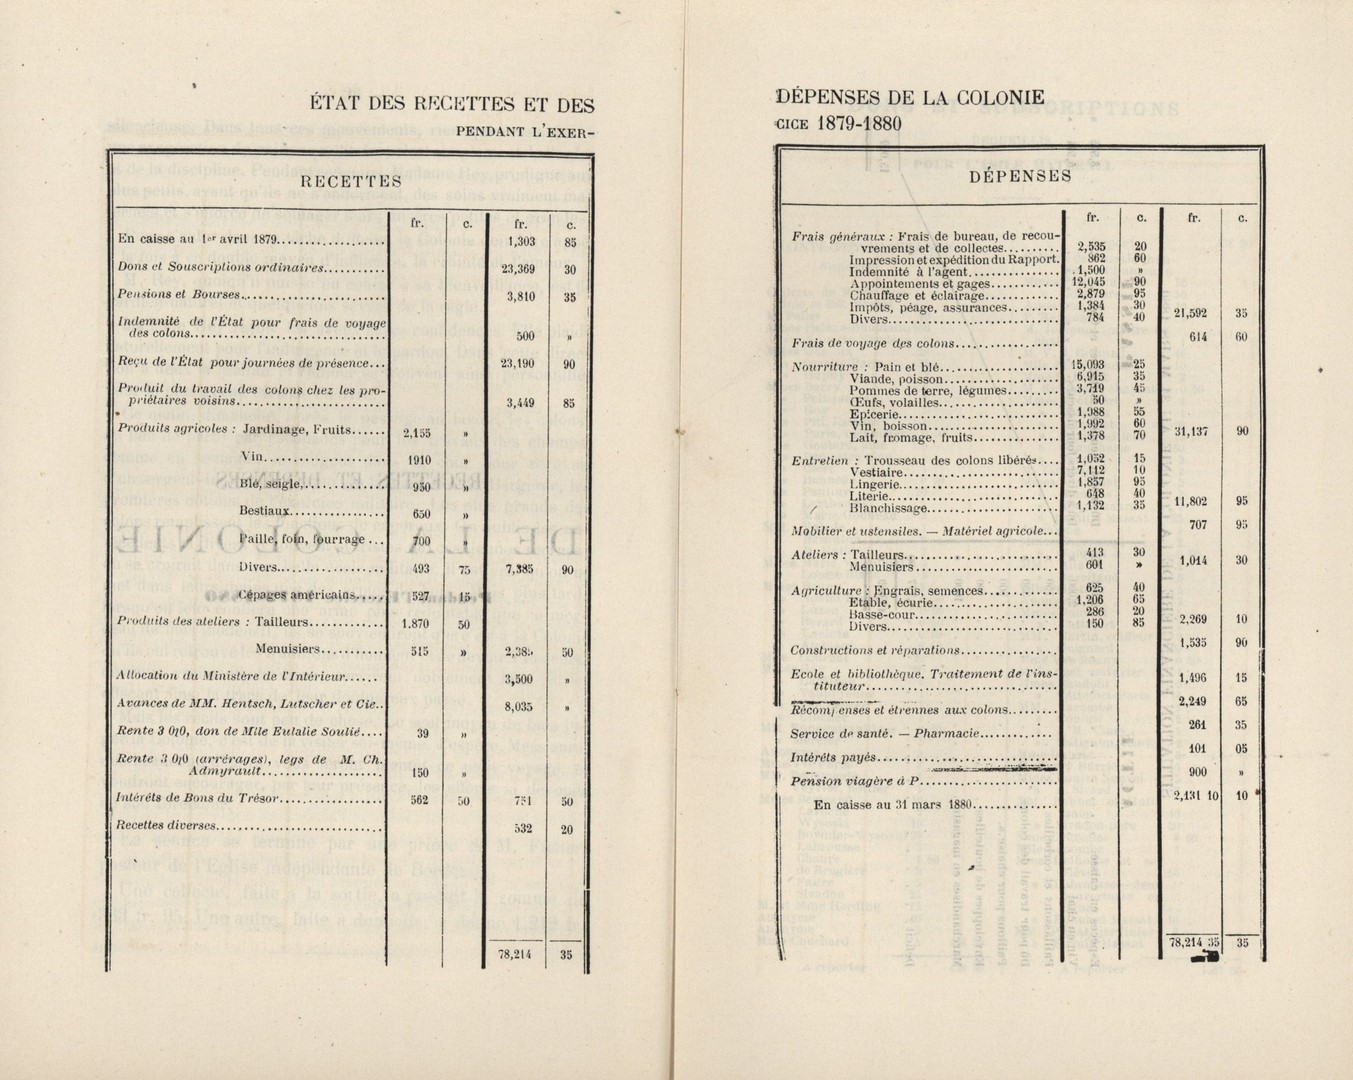 ÉTAT DES RECETTES ET DES
PENDANT L'EXER-
RECETTES
fr. c. fr. c.
En caisse au 1er avril 1879.................. 1,303 85
Dons et Souscriptions ordinaires........... 23,369 30
Pensions et Bourses......................... 3,810 35
Indemnité de l'État pour frais de voyage
des colons.................................. 500 »
Reçu de l'État pour journées de présence... 23,190 90
Produit du travail des colons chez les pro-
priétaires voisins......................... 3,449 85
Produits agricoles : Jardinage, Fruits...... 2,155 »
Vin..................... 1910 »
Blé, seigle.............. 950 »
Bestiaux................. 650 »
Paille, foin, fourrage ... 700 »
Divers................... 493 75 7,385 90
Cépages américains..... 527 15
Produits des ateliers : Tailleurs............. 1.870 50
Menuisiers........... 515 » 2,385 50
Allocation du Ministère de l'Intérieur...... 3,500 »
Avances de MM. Hentsch, Lutscher et Cie.. 8,035 »
Rente 3 0/0, don de Mlle Eulalie Soulié.... 39 »
Rente 3 0/0 (arrérages), legs de M. Ch.
Admyrault.................... 150 »
Intérêts de Bons du Trésor.................. 562 50 751 50
Recettes diverses............................ 532 20
78,214 35
DÉPENSES DE LA COLONIE
CICE 1879-1880
DÉPENSES
fr. c. fr. c.
Frais généraux : Frais de bureau, de recou-
vrements et de collectes.......... 2,535 20
Impression et expédition du Rapport. 862 60
Indemnité à l'agent............... 1,500 »
Appointements et gages........... 12,045 90
Chauffage et éclairage............ 2,879 95
Impôts, péage, assurances........ 1,384 30
Divers............................ 784 40 21,592 35
Frais de voyage des colons................. 614 60
Nourriture : Pain et blé.................... 15,093 25
Viande, poisson................... 6,915 35
Pommes de terre, légumes......... 3,719 45
Œufs, volailles.................... 50 »
Epicerie........................... 1,988 55
Vin, boisson...................... 1,992 60
Lait, fromage, fruits.............. 1,378 70 31,137 90
Entretien : Trousseau des colons libérés.... 1,052 15
Vestiaire.......................... 7,112 10
Lingerie........................... 1,857 95
Literie............................ 648 40
Blanchissage...................... 1,132 35 11,802 95
Mobilier et ustensiles. — Matériel agricole... 707 95
Ateliers : Tailleurs......................... 413 30
Menuisiers........................ 601 » 1,014 30
Agriculture : Engrais, semences............ 625 40
Etable, écurie..................... 1,206 65
Basse-cour........................ 286 20
Divers............................ 150 85 2,269 10
Constructions et réparations................ 1,535 90
Ecole et bibliothèque. Traitement de l'ins-
tituteur................................ 1,496 15
Récompenses et étrennes aux colons......... 2,249 65
Service de santé. — Pharmacie............. 261 35
Intérêts payés............................ 101 05
Pension viagère à P....................... 900 »
En caisse au 31 mars 1880............... 2,131 10 10
78,214 35 35